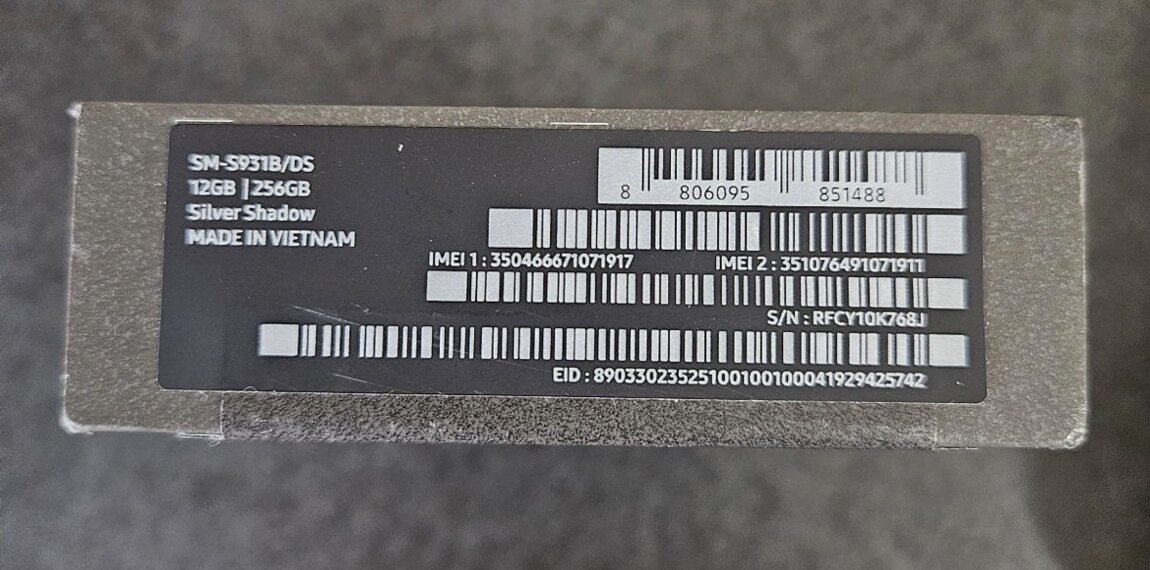 SM-S931B/DS
12GB | 256GB
Silver Shadow
MADE IN VIETNAM
8 806095 851488
IMEI 1 : 350466671071917 IMEI 2 : 351076491071911
S/N : RFCY10K768J
EID : 89033023525100100100041929425742